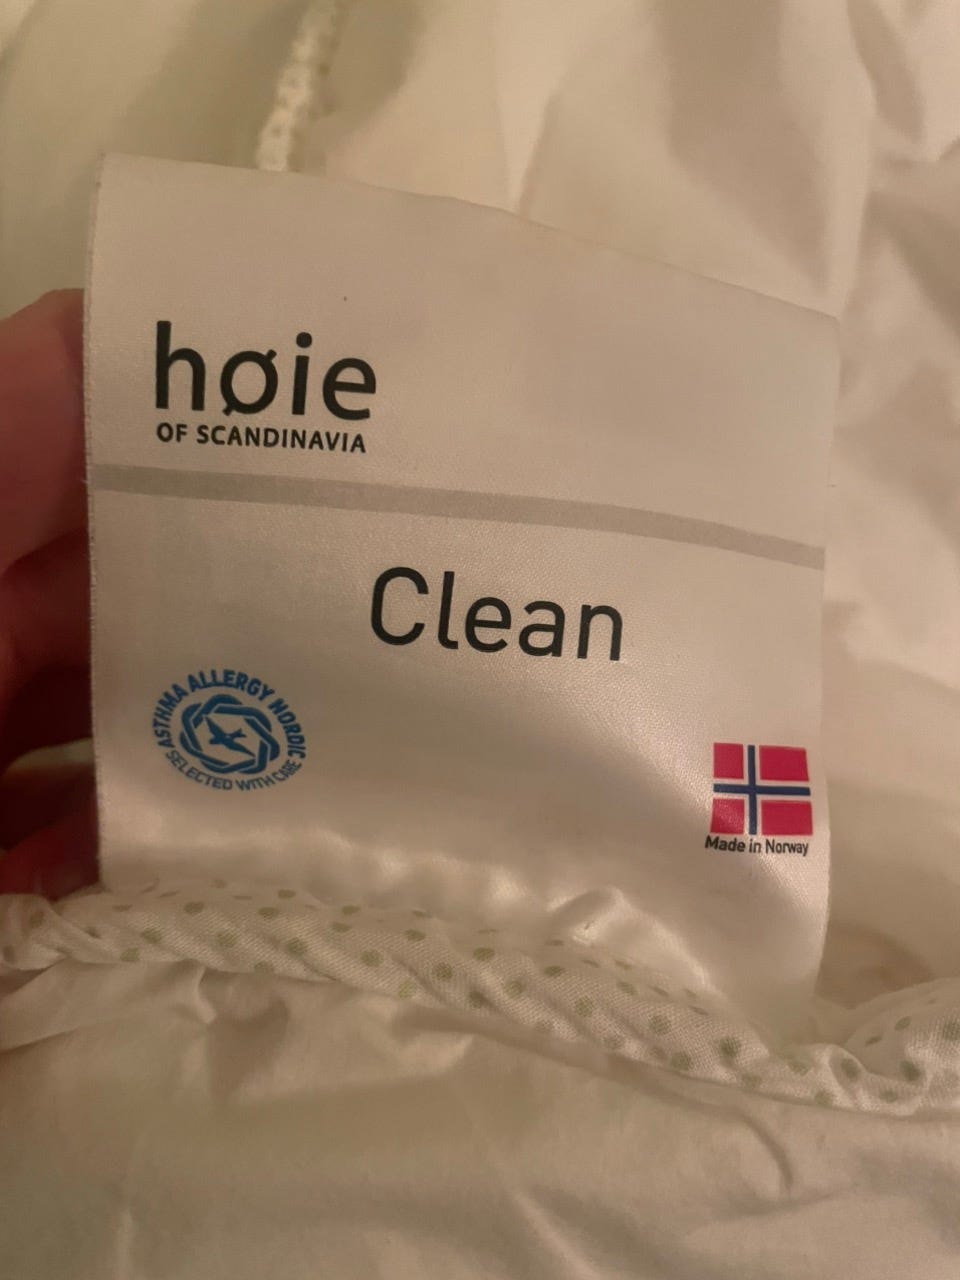 høie
OF SCANDINAVIA
Clean
ASTHMA ALLERGY NORDIC
SELECTED WITH CARE
Made in Norway